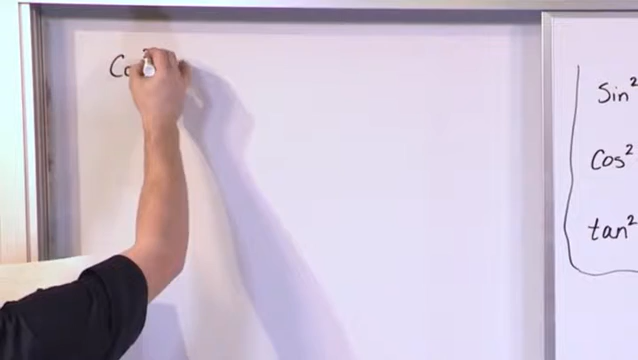 Co
Sin²
Cos²
tan²